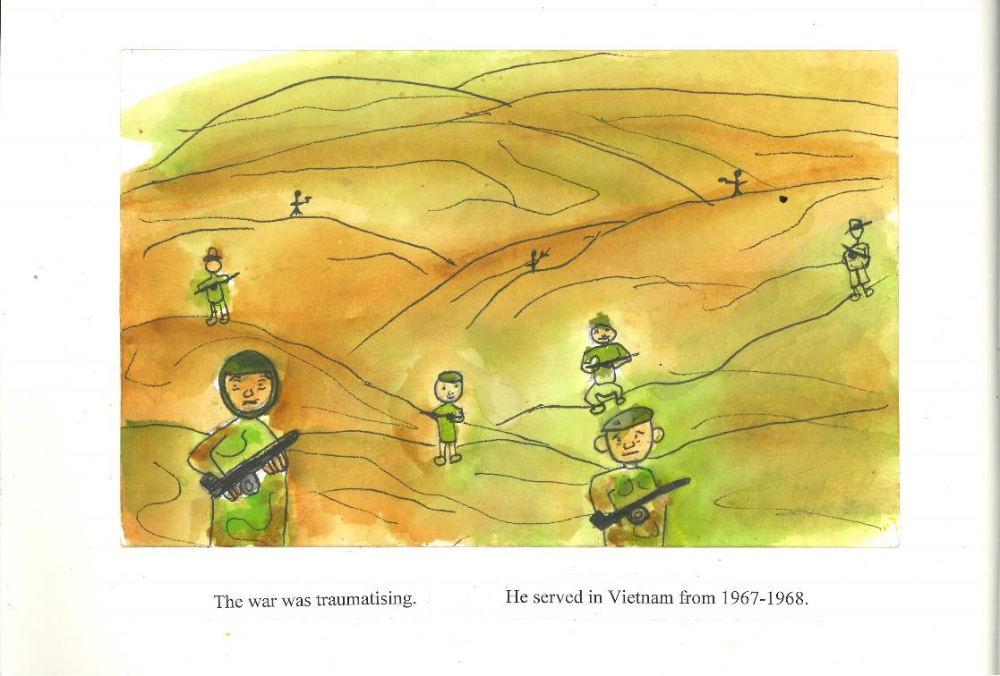 The war was traumatising.
He served in Vietnam from 1967-1968.